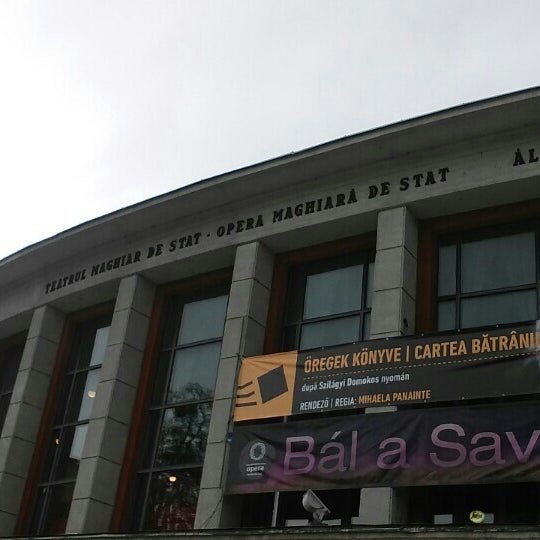 TEATRUL MAGHIAR DE STAT · OPERA MAGHIARĂ DE STAT ÁL
ÖREGEK KÖNYVE | CARTEA BĂTRÂNI
după Szilágyi Domokos nyomán
RENDEZŐ | REGIA: MIHAELA PANAINTE
opera
Bál a Sav